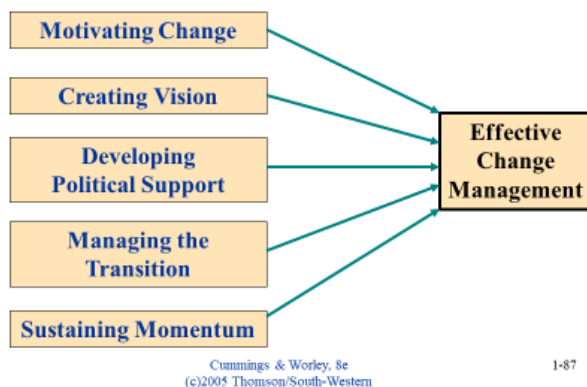 Motivating Change
Creating Vision
Developing
Political Support
Managing the
Transition
Sustaining Momentum
Effective
Change
Management
Cummings & Worley, 8e
(c)2005 Thomson/South-Western
1-87